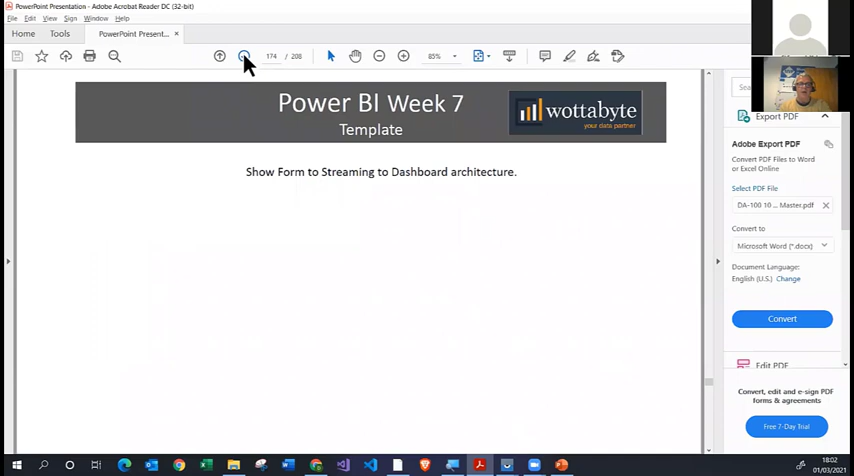 PowerPoint Presentation - Adobe Acrobat Reader DC (32-bit)
File Edit View Sign Window Help
Home Tools PowerPoint Present... ×
174 / 208 85%
Power BI Week 7
Template
wottabyte
your data partner
Show Form to Streaming to Dashboard architecture.
Sea
Export PDF
Adobe Export PDF
Convert PDF Files to Word
or Excel Online
Select PDF File
DA-100 10 ... Master.pdf
Convert to
Microsoft Word (*.docx)
Document Language:
English (U.S.) Change
Convert
Edit PDF
Convert, edit and e-sign PDF
forms & agreements
Free 7-Day Trial
18:02
01/03/2021